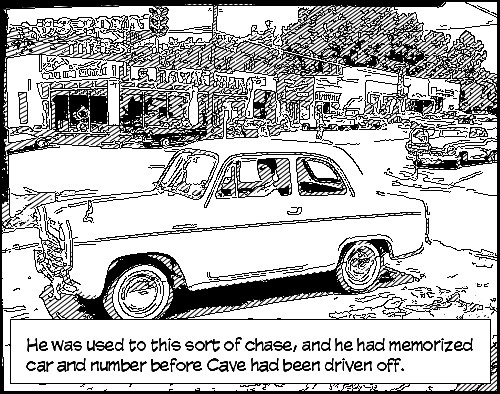 He was used to this sort of chase, and he had memorized
car and number before Cave had been driven off.